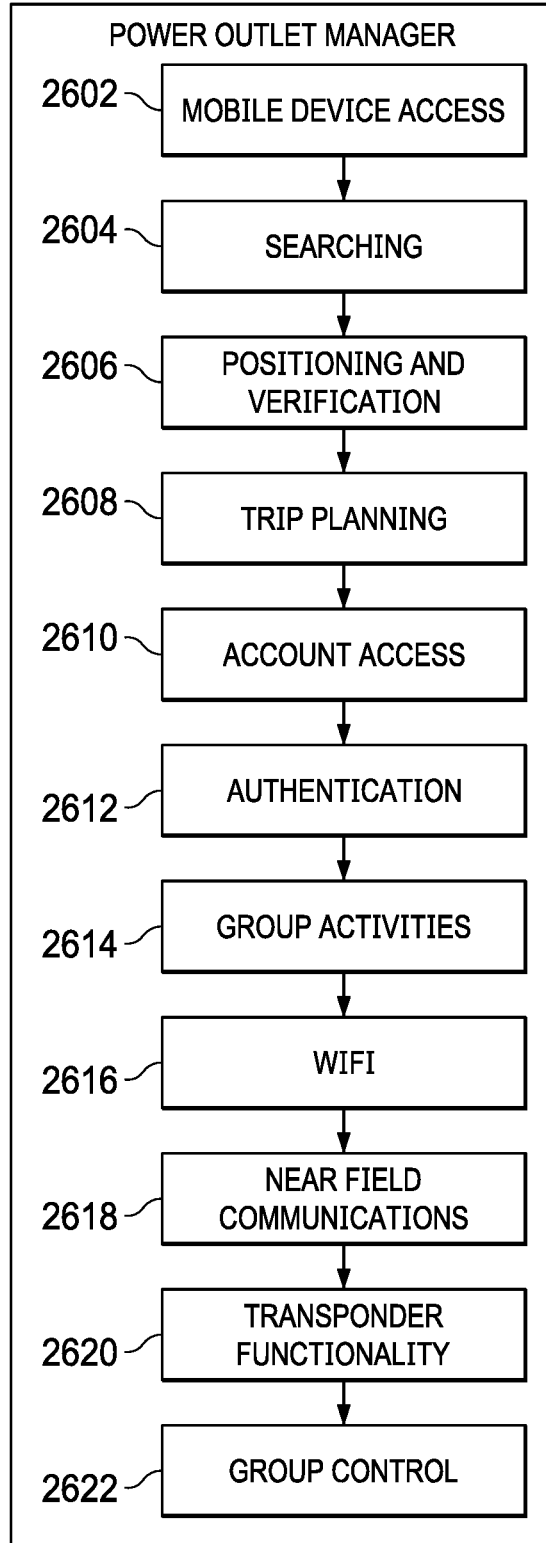 POWER OUTLET MANAGER
2602
MOBILE DEVICE ACCESS
2604
SEARCHING
2606
POSITIONING AND
VERIFICATION
2608
TRIP PLANNING
2610
ACCOUNT ACCESS
2612
AUTHENTICATION
2614
GROUP ACTIVITIES
2616
WIFI
2618
NEAR FIELD
COMMUNICATIONS
2620
TRANSPONDER
FUNCTIONALITY
2622
GROUP CONTROL